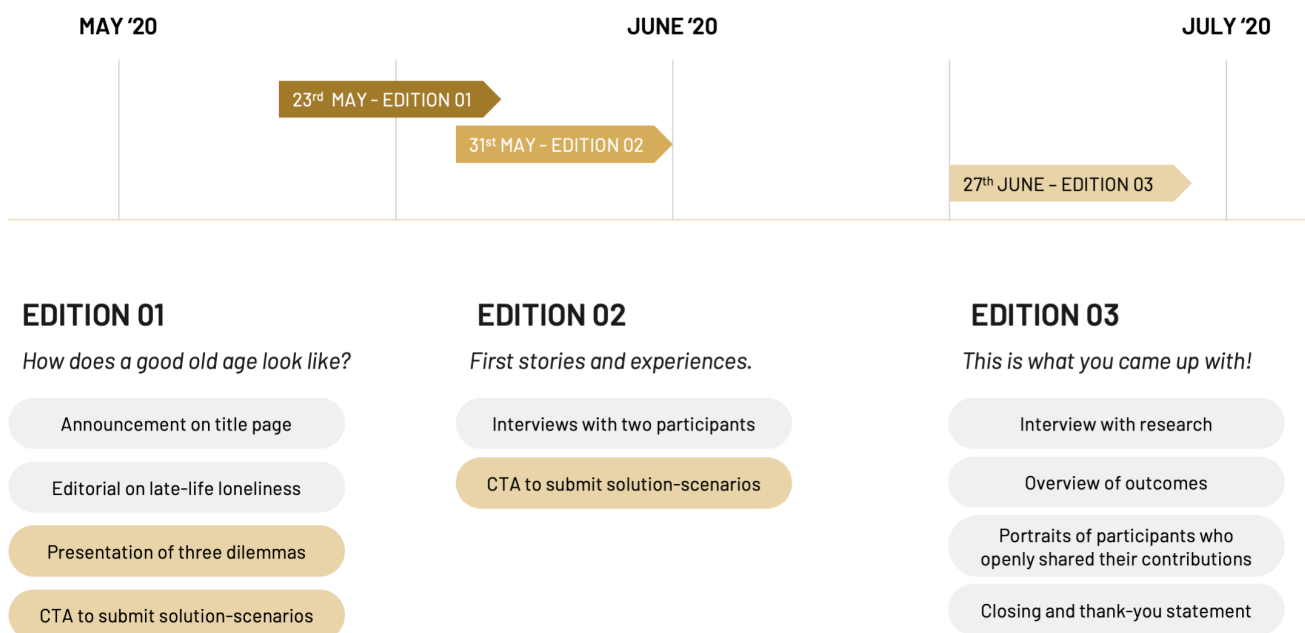 MAY ‘20
JUNE ‘20
JULY ‘20
23rd MAY - EDITION 01
31st MAY - EDITION 02
27th JUNE – EDITION 03
EDITION 01
How does a good old age look like?
Announcement on title page
Editorial on late-life loneliness
Presentation of three dilemmas
CTA to submit solution-scenarios
EDITION 02
First stories and experiences.
Interviews with two participants
CTA to submit solution-scenarios
EDITION 03
This is what you came up with!
Interview with research
Overview of outcomes
Portraits of participants who
openly shared their contributions
Closing and thank-you statement